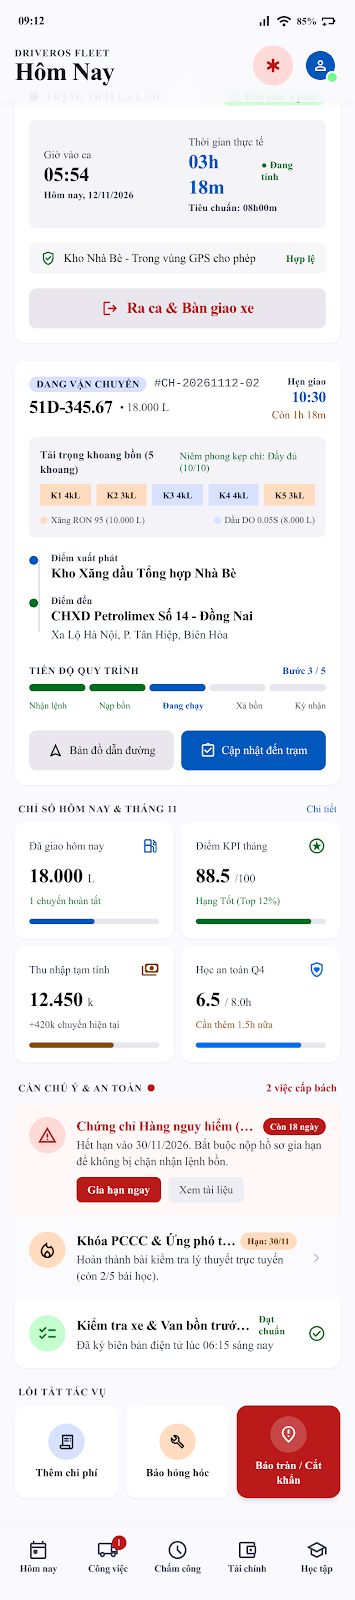 09:12
85%
DRIVEROS FLEET
Hôm Nay
TRẠNG THÁI CA LÀM
Đến sớm 6 phút
Giờ vào ca
05:54
Hôm nay, 12/11/2026
Thời gian thực tế
03h
18m
● Đang
tính
Tiêu chuẩn: 08h00m
Kho Nhà Bè - Trong vùng GPS cho phép
Hợp lệ
Ra ca & Bàn giao xe
ĐANG VẬN CHUYỂN
#CH-20261112-02
51D-345.67 • 18.000 L
Hẹn giao
10:30
Còn 1h 18m
Tải trọng khoang bồn (5
khoang)
Niêm phong kẹp chì: Đầy đủ
(10/10)
K1 4kL
K2 3kL
K3 4kL
K4 4kL
K5 3kL
Xăng RON 95 (10.000 L)
Dầu DO 0.05S (8.000 L)
Điểm xuất phát
Kho Xăng dầu Tổng hợp Nhà Bè
Điểm đến
CHXD Petrolimex Số 14 - Đồng Nai
Xa Lộ Hà Nội, P. Tân Hiệp, Biên Hòa
TIẾN ĐỘ QUY TRÌNH
Bước 3 / 5
Nhận lệnh
Nạp bồn
Đang chạy
Xả bồn
Ký nhận
Bản đồ dẫn đường
Cập nhật đến trạm
CHỈ SỐ HÔM NAY & THÁNG 11
Chi tiết
Đã giao hôm nay
18.000 L
1 chuyến hoàn tất
Điểm KPI tháng
88.5 /100
Hạng Tốt (Top 12%)
Thu nhập tạm tính
12.450 k
+420k chuyến hiện tại
Học an toàn Q4
6.5 / 8.0h
Cần thêm 1.5h nữa
CẦN CHÚ Ý & AN TOÀN
2 việc cấp bách
Chứng chỉ Hàng nguy hiểm (...
Còn 18 ngày
Hết hạn vào 30/11/2026. Bắt buộc nộp hồ sơ gia hạn
để không bị chặn nhận lệnh bồn.
Gia hạn ngay
Xem tài liệu
Khóa PCCC & Ứng phó t...
Hạn: 30/11
Hoàn thành bài kiểm tra lý thuyết trực tuyến
(còn 2/5 bài học).
Kiểm tra xe & Van bồn trướ...
Đạt
chuẩn
Đã ký biên bản điện tử lúc 06:15 sáng nay
LỐI TẮT TÁC VỤ
Thêm chi phí
Báo hỏng hóc
Báo tràn / Cắt
khẩn
!
Hôm nay
Công việc
Chấm công
Tài chính
Học tập